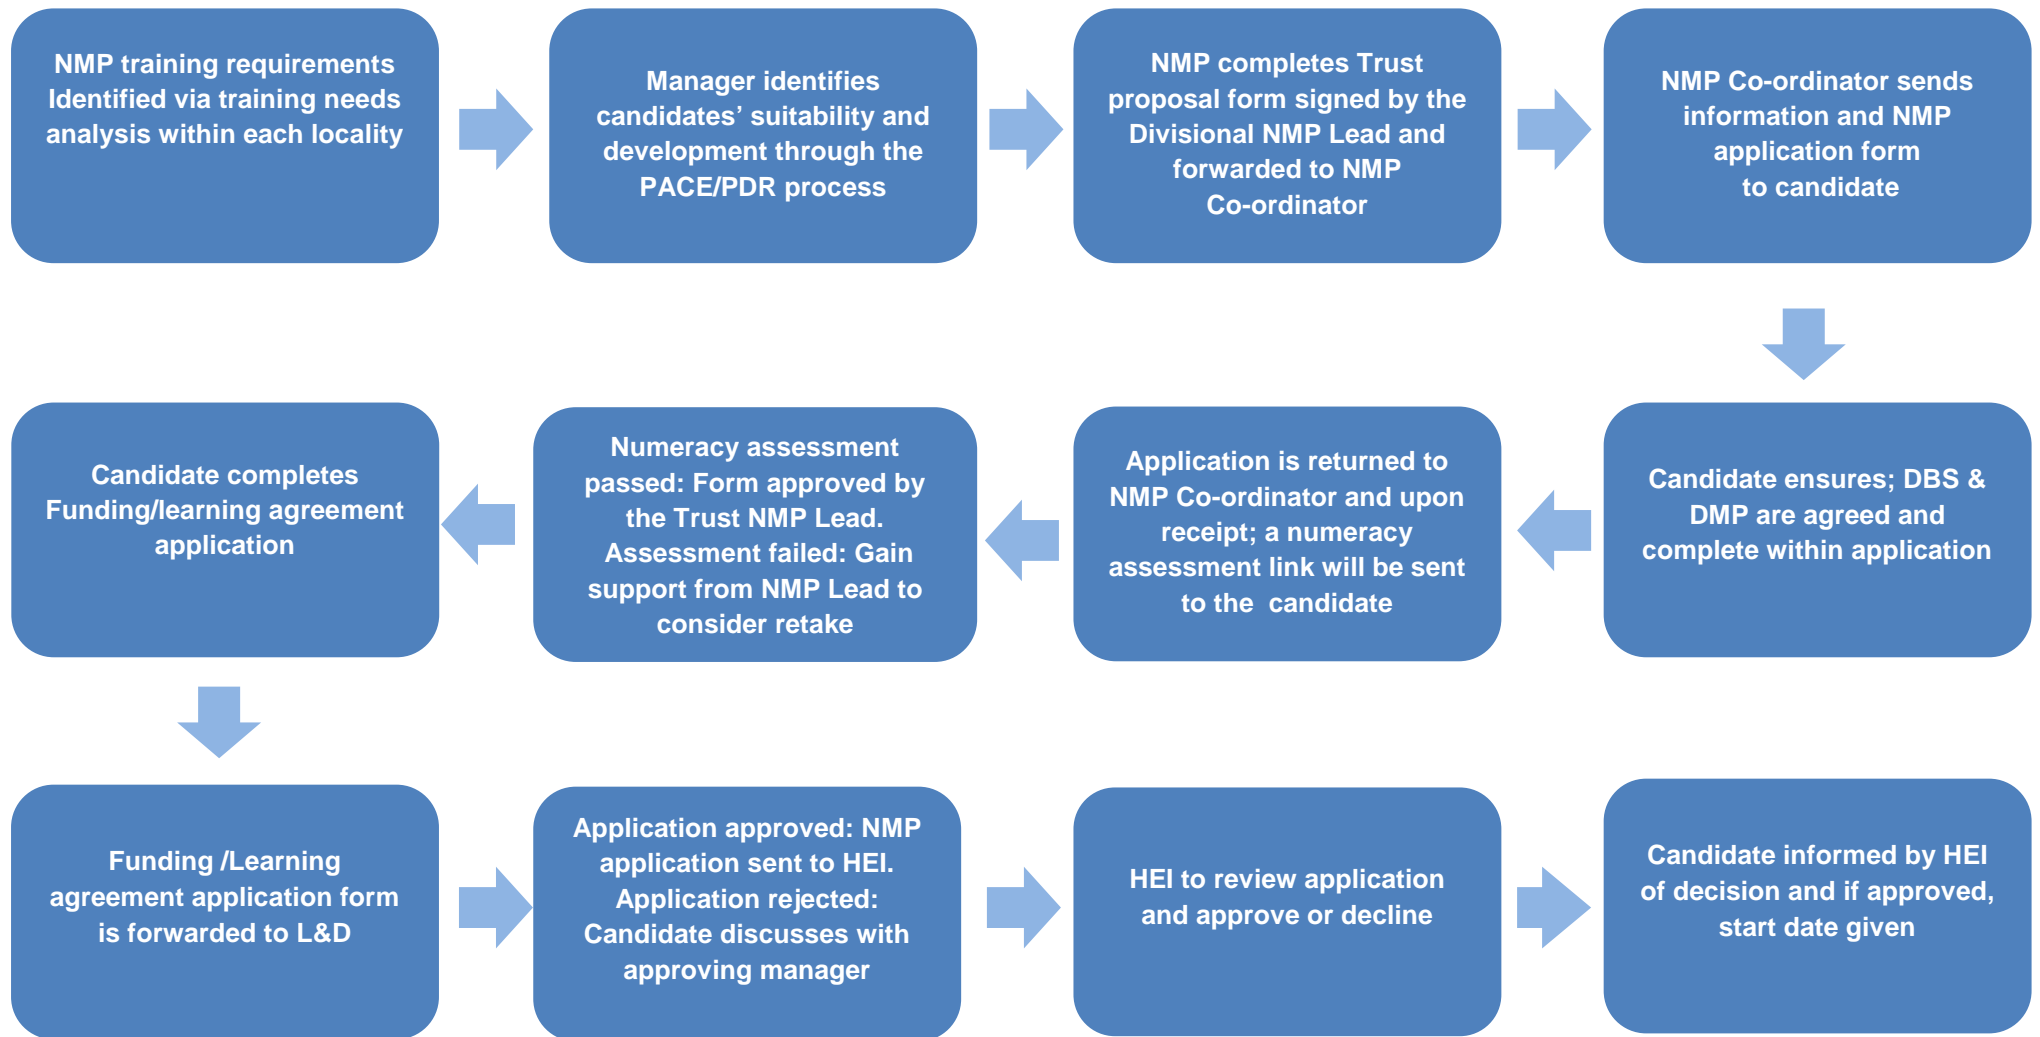 NMP training requirements
Identified via training needs
analysis within each locality
Manager identifies
candidates’ suitability and
development through the
PACE/PDR process
NMP completes Trust
proposal form signed by the
Divisional NMP Lead and
forwarded to NMP
Co-ordinator
NMP Co-ordinator sends
information and NMP
application form
to candidate
Candidate ensures; DBS &
DMP are agreed and
complete within application
Application is returned to
NMP Co-ordinator and upon
receipt; a numeracy
assessment link will be sent
to the  candidate
Numeracy assessment
passed: Form approved by
the Trust NMP Lead.
Assessment failed: Gain
support from NMP Lead to
consider retake
Candidate completes
Funding/learning agreement
application
Funding /Learning
agreement application form
is forwarded to L&D
Application approved: NMP
application sent to HEI.
Application rejected:
Candidate discusses with
approving manager
HEI to review application
and approve or decline
Candidate informed by HEI
of decision and if approved,
start date given